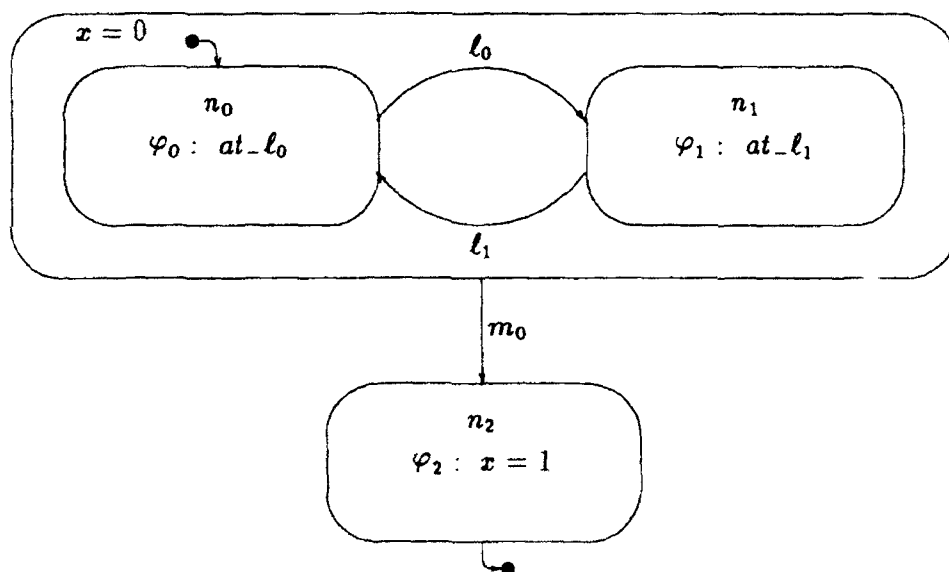 x = 0
ℓ₀
n₀
φ₀ : at_ℓ₀
n₁
φ₁ : at_ℓ₁
ℓ₁
m₀
n₂
φ₂ : x = 1